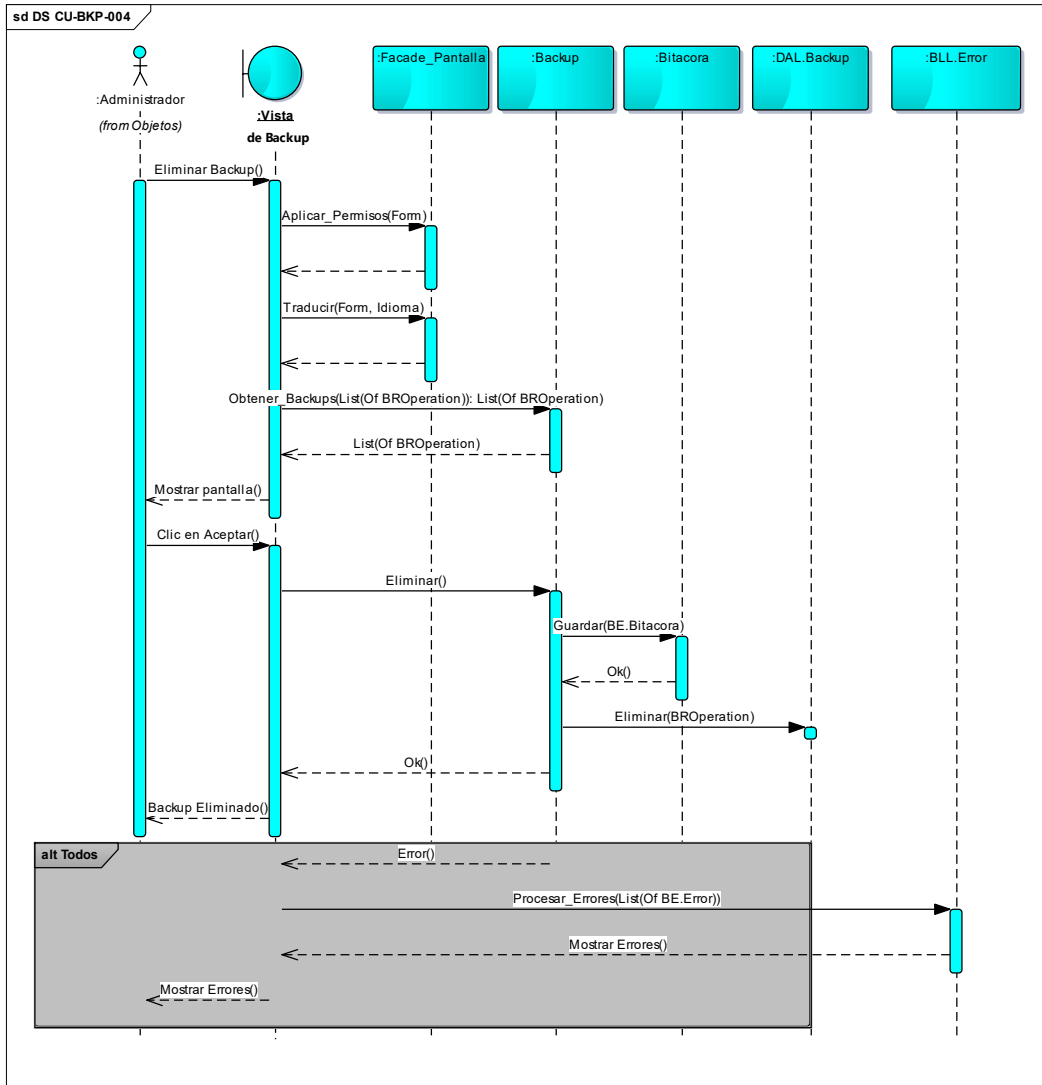 sd DS CU-BKP-004
:Administrador
(from Objetos)
:Vista
de Backup
:Facade_Pantalla
:Backup
:Bitacora
:DAL.Backup
:BLL.Error
Eliminar Backup()
Aplicar_Permisos(Form)
Traducir(Form, Idioma)
Obtener_Backups(List(Of BROperation)): List(Of BROperation)
List(Of BROperation)
Mostrar pantalla()
Clic en Aceptar()
Eliminar()
Guardar(BE.Bitacora)
Ok()
Eliminar(BROperation)
Ok()
Backup Eliminado()
alt Todos
Error()
Procesar_Errores(List(Of BE.Error))
Mostrar Errores()
Mostrar Errores()